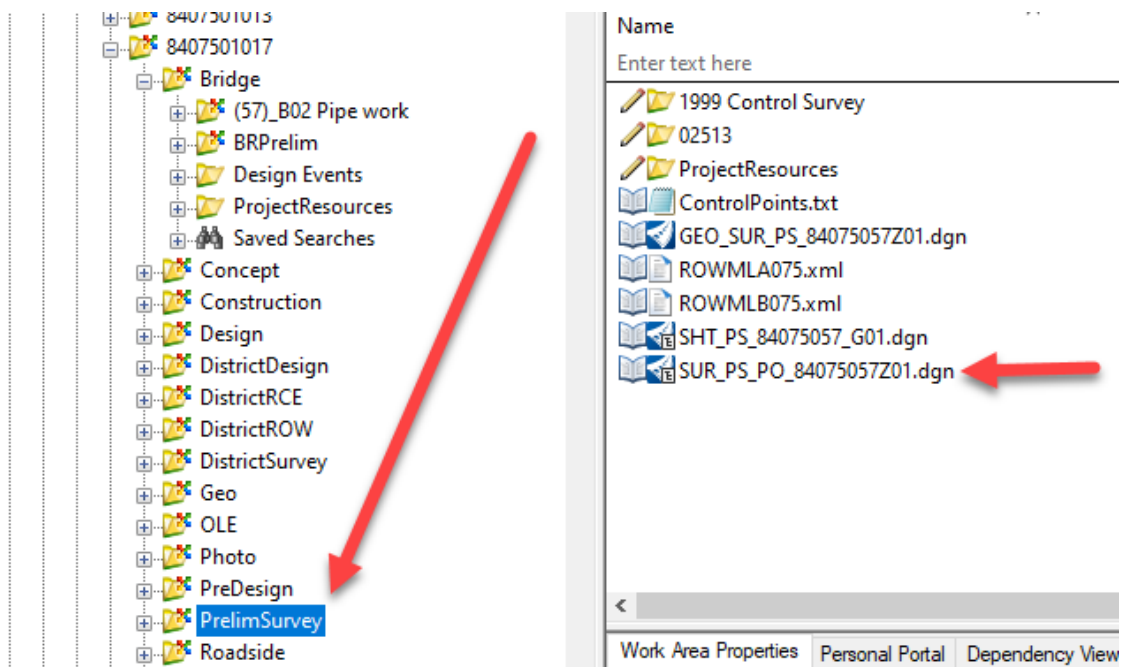 8407501013
8407501017
Bridge
(57)_B02 Pipe work
BRPrelim
Design Events
ProjectResources
Saved Searches
Concept
Construction
Design
DistrictDesign
DistrictRCE
DistrictROW
DistrictSurvey
Geo
OLE
Photo
PreDesign
PrelimSurvey
Roadside
Name
Enter text here
1999 Control Survey
02513
ProjectResources
ControlPoints.txt
GEO_SUR_PS_84075057Z01.dgn
ROWMLA075.xml
ROWMLB075.xml
SHT_PS_84075057_G01.dgn
SUR_PS_PO_84075057Z01.dgn
Work Area Properties Personal Portal Dependency View